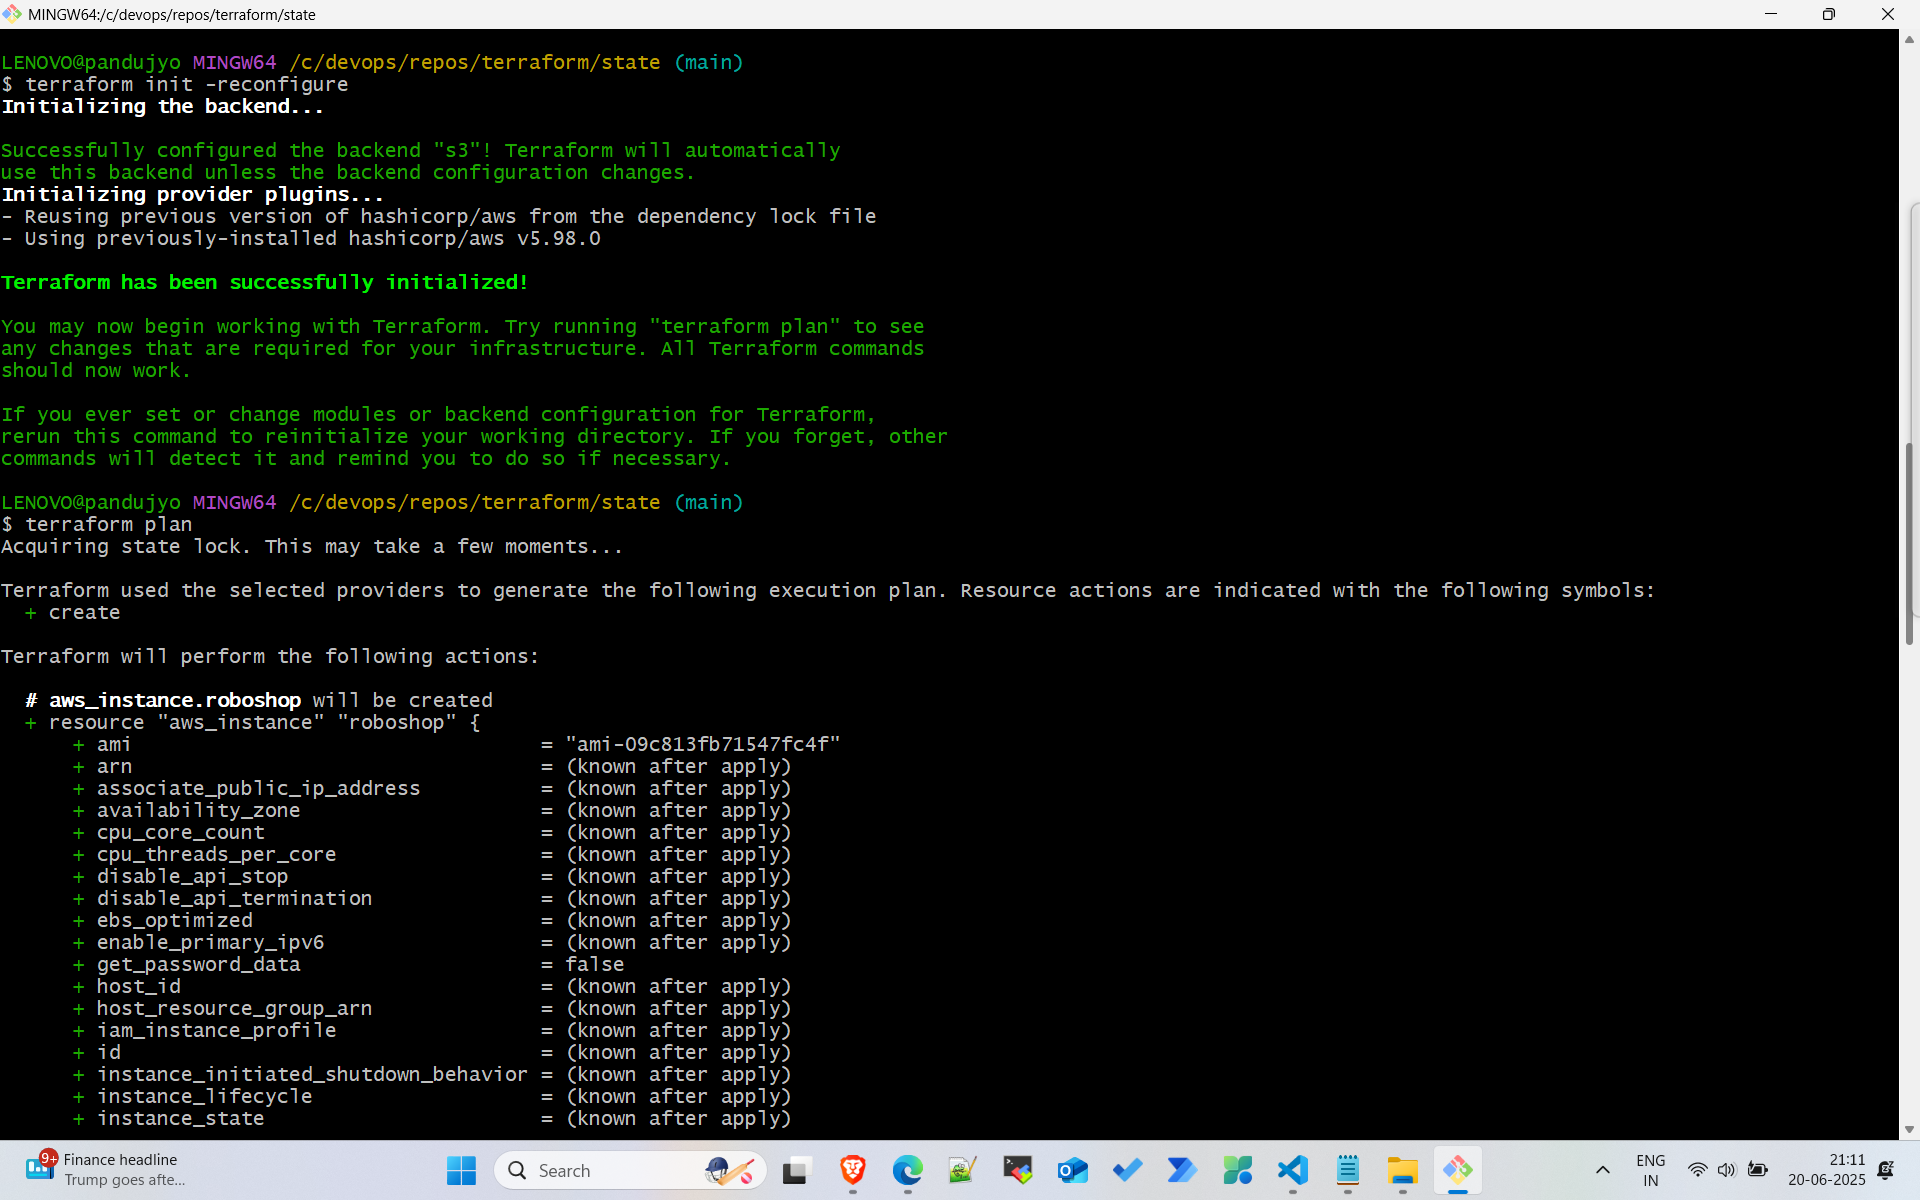 MINGW64:/c/devops/repos/terraform/state
LENOVO@pandujyo MINGW64 /c/devops/repos/terraform/state (main)
$ terraform init -reconfigure
Initializing the backend...
Successfully configured the backend "s3"! Terraform will automatically
use this backend unless the backend configuration changes.
Initializing provider plugins...
- Reusing previous version of hashicorp/aws from the dependency lock file
- Using previously-installed hashicorp/aws v5.98.0
Terraform has been successfully initialized!
You may now begin working with Terraform. Try running "terraform plan" to see
any changes that are required for your infrastructure. All Terraform commands
should now work.
If you ever set or change modules or backend configuration for Terraform,
rerun this command to reinitialize your working directory. If you forget, other
commands will detect it and remind you to do so if necessary.
LENOVO@pandujyo MINGW64 /c/devops/repos/terraform/state (main)
$ terraform plan
Acquiring state lock. This may take a few moments...
Terraform used the selected providers to generate the following execution plan. Resource actions are indicated with the following symbols:
+ create
Terraform will perform the following actions:
# aws_instance.roboshop will be created
+ resource "aws_instance" "roboshop" {
+ ami = "ami-09c813fb71547fc4f"
+ arn = (known after apply)
+ associate_public_ip_address = (known after apply)
+ availability_zone = (known after apply)
+ cpu_core_count = (known after apply)
+ cpu_threads_per_core = (known after apply)
+ disable_api_stop = (known after apply)
+ disable_api_termination = (known after apply)
+ ebs_optimized = (known after apply)
+ enable_primary_ipv6 = (known after apply)
+ get_password_data = false
+ host_id = (known after apply)
+ host_resource_group_arn = (known after apply)
+ iam_instance_profile = (known after apply)
+ id = (known after apply)
+ instance_initiated_shutdown_behavior = (known after apply)
+ instance_lifecycle = (known after apply)
+ instance_state = (known after apply)
9+
Finance headline
Trump goes afte...
Search
ENG
IN
21:11
20-06-2025